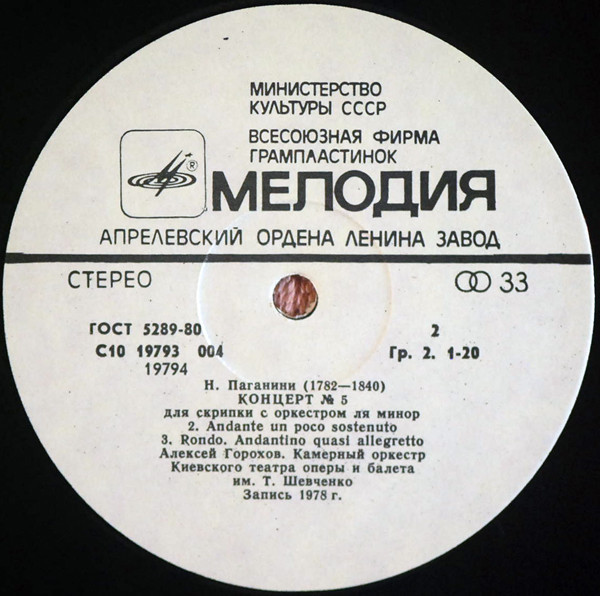 МИНИСТЕРСТВО
КУЛЬТУРЫ СССР
ВСЕСОЮЗНАЯ ФИРМА
ГРАМПЛАСТИНОК
®
МЕЛОДИЯ
АПРЕЛЕВСКИЙ ОРДЕНА ЛЕНИНА ЗАВОД
СТЕРЕО 33
ГОСТ 5289-80 2
С10 19793 004 Гр. 2. 1-20
19794
Н. Паганини (1782—1840)
КОНЦЕРТ № 5
для скрипки с оркестром ля минор
2. Andante un poco sostenuto
3. Rondo. Andantino quasi allegretto
Алексей Горохов. Камерный оркестр
Киевского театра оперы и балета
им. Т. Шевченко
Запись 1978 г.